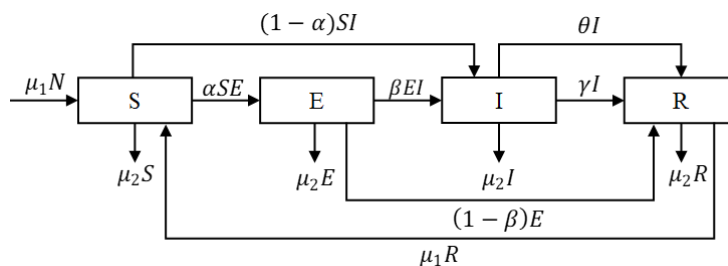 (1 − α)SI
θI
μ₁N
S
αSE
E
βEI
I
γI
R
μ₂S
μ₂E
μ₂I
μ₂R
(1 − β)E
μ₁R